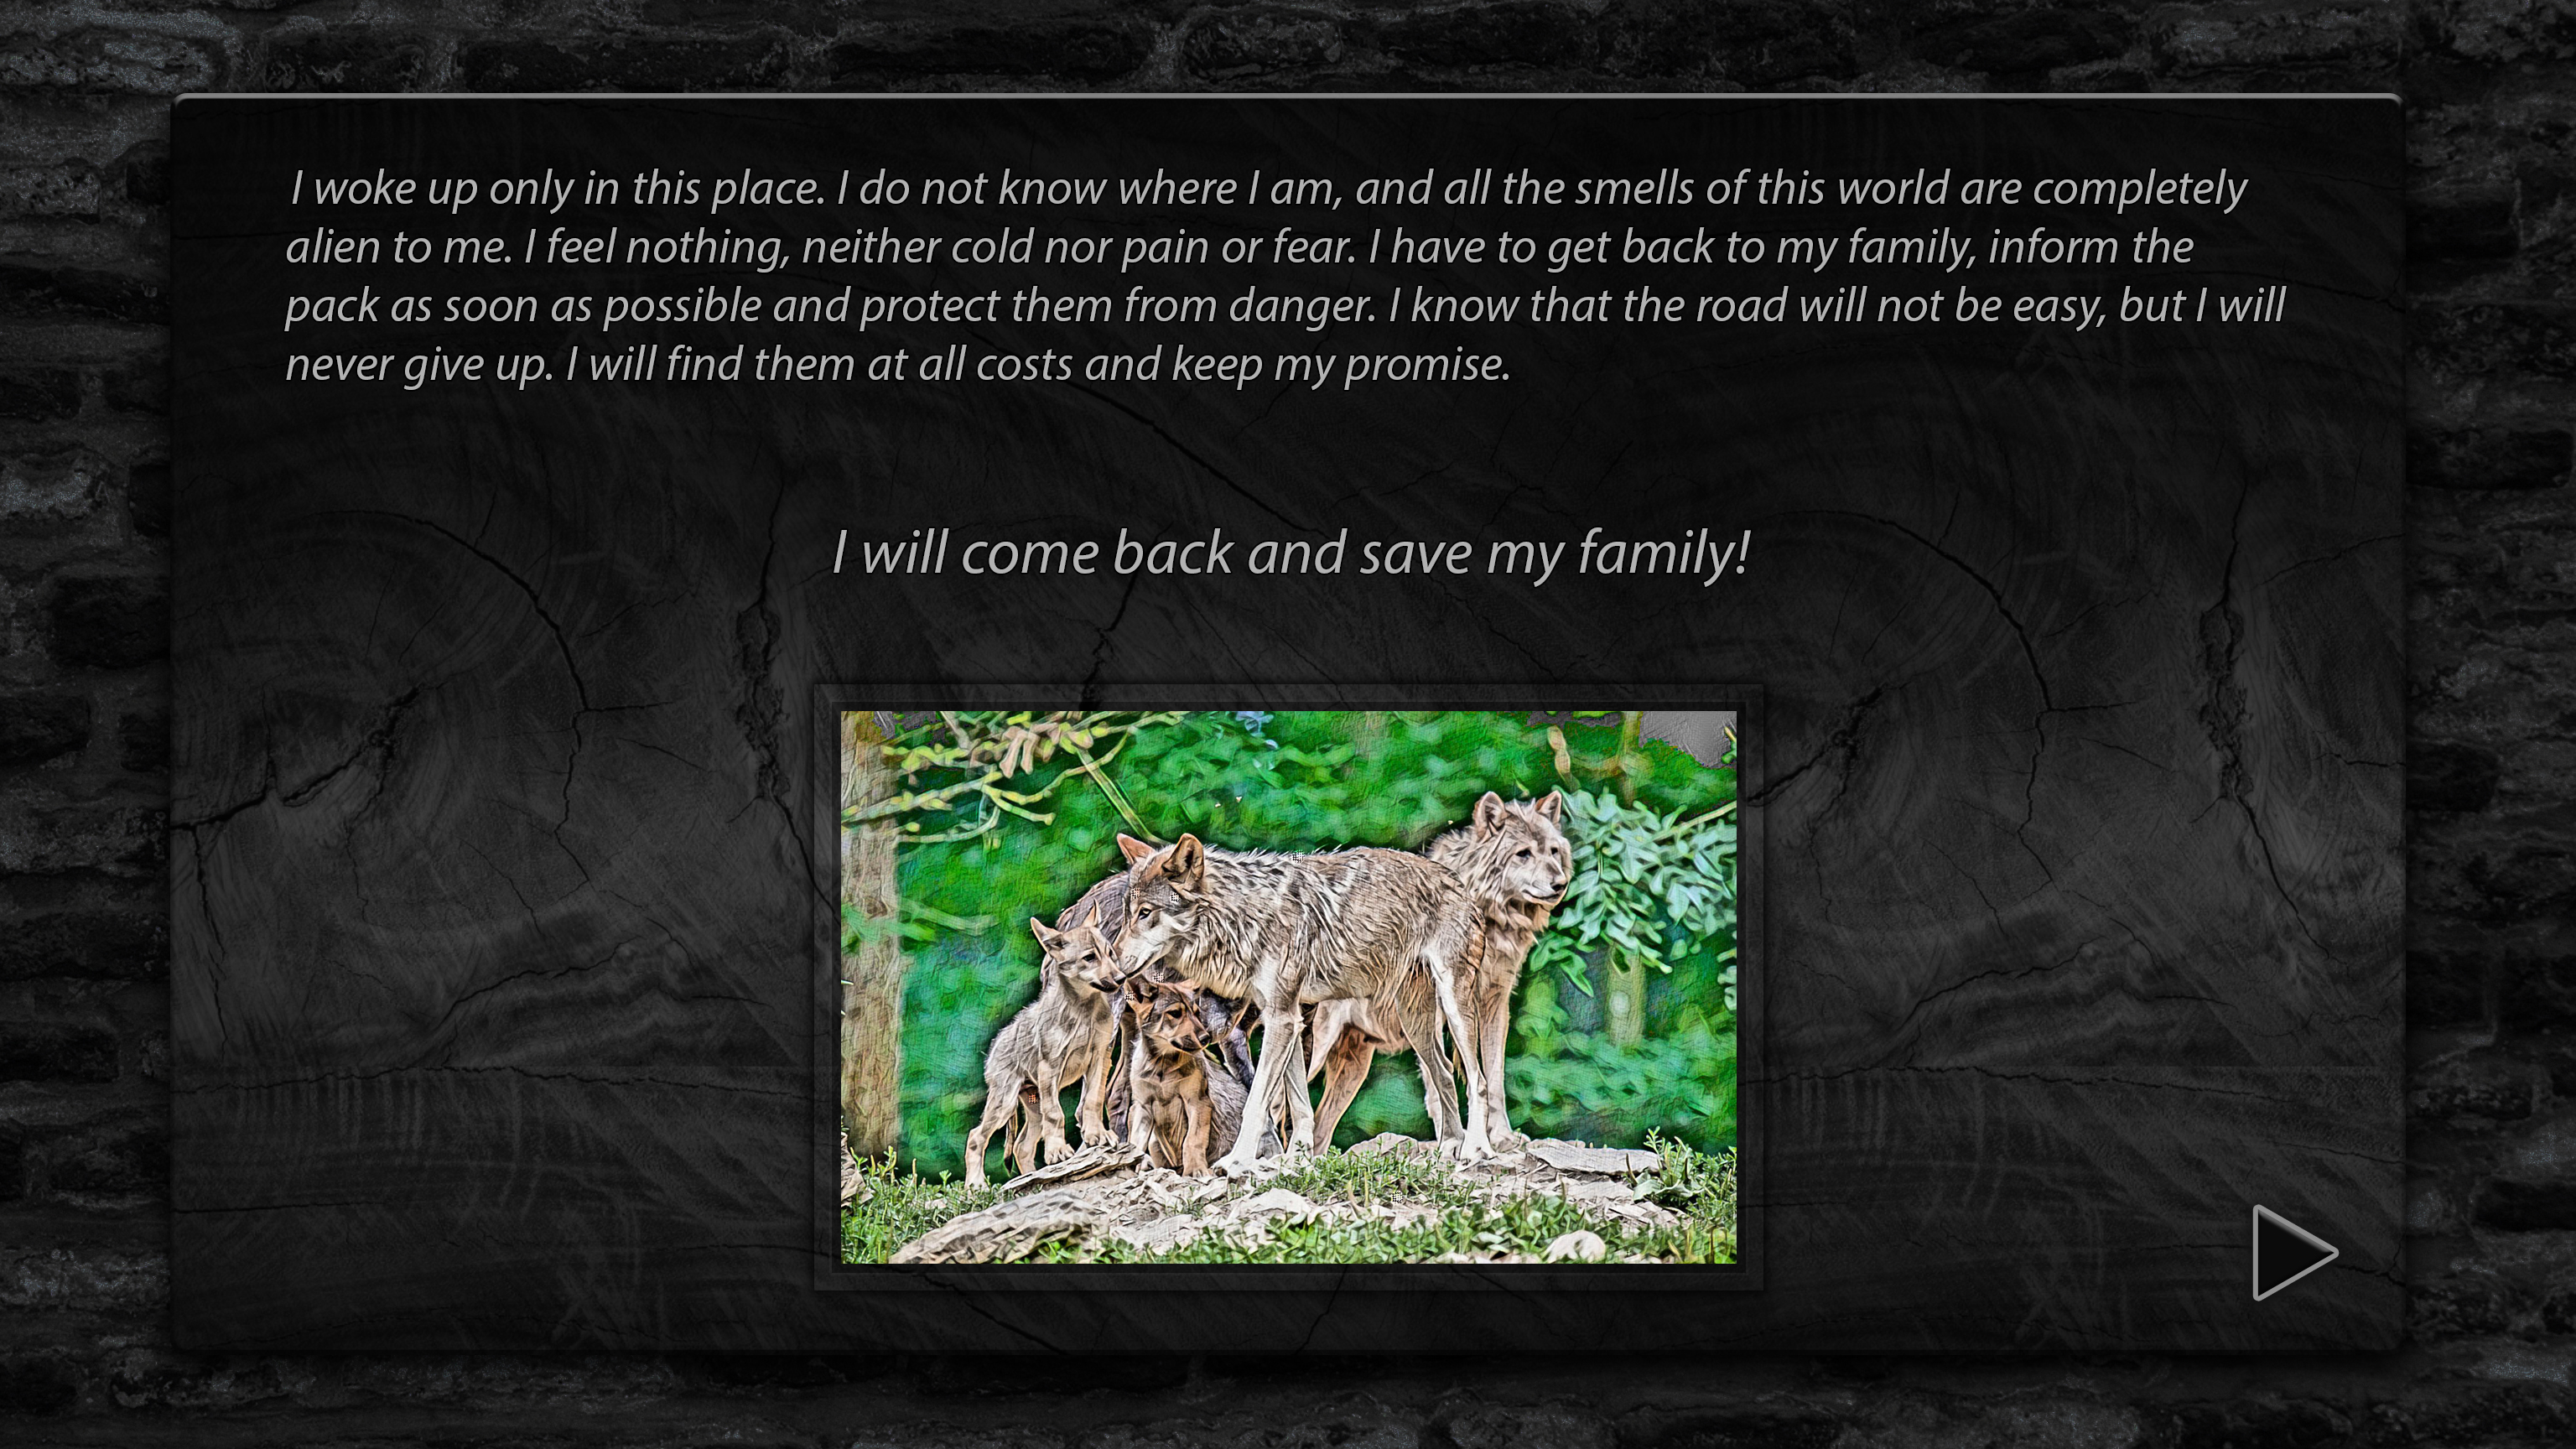 I woke up only in this place. I do not know where I am, and all the smells of this world are completely
alien to me. I feel nothing, neither cold nor pain or fear. I have to get back to my family, inform the
pack as soon as possible and protect them from danger. I know that the road will not be easy, but I will
never give up. I will find them at all costs and keep my promise.
I will come back and save my family!